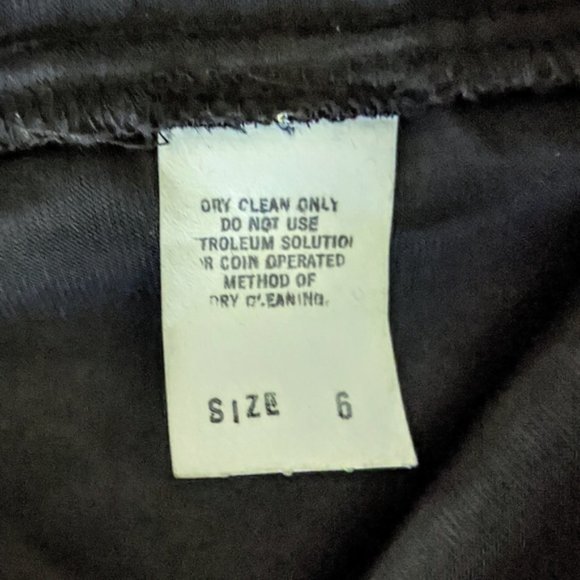 DRY CLEAN ONLY
DO NOT USE
TROLEUM SOLUTIO
R COIN OPERATED
METHOD OF
DRY CLEANING.
SIZE 6